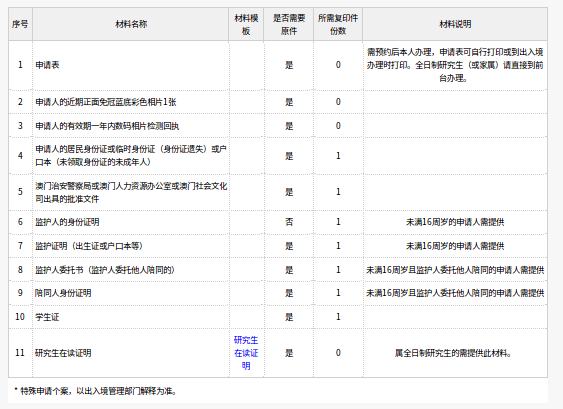 序号 材料名称 材料模板 是否需要原件 所需复印件份数 材料说明
1 申请表 是 0 需预约后本人办理，申请表可自行打印或到出入境办理时打印。全日制研究生（或家属）请直接到前台办理。
2 申请人的近期正面免冠蓝底彩色相片1张 是 0
3 申请人的有效期一年内数码相片检测回执 是 0
4 申请人的居民身份证或临时身份证（身份证遗失）或户口本（未领取身份证的未成年人） 是 1
5 澳门治安警察局或澳门人力资源办公室或澳门社会文化司出具的批准文件 是 1
6 监护人的身份证明 否 1 未满16周岁的申请人需提供
7 监护证明（出生证或户口本等） 是 1 未满16周岁的申请人需提供
8 监护人委托书（监护人委托他人陪同的） 是 1 未满16周岁且监护人委托他人陪同的申请人需提供
9 陪同人身份证明 是 1 未满16周岁且监护人委托他人陪同的申请人需提供
10 学生证 是 1
11 研究生在读证明 研究生在读证明 是 0 属全日制研究生的需提供此材料。
* 特殊申请个案，以出入境管理部门解释为准。